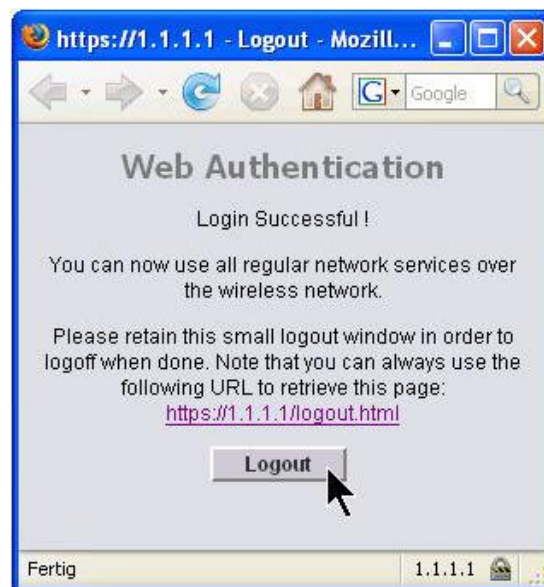 https://1.1.1.1 - Logout - Mozill...
Google
Web Authentication
Login Successful !
You can now use all regular network services over
the wireless network.
Please retain this small logout window in order to
logoff when done. Note that you can always use the
following URL to retrieve this page:
https://1.1.1.1/logout.html
Logout
Fertig 1.1.1.1